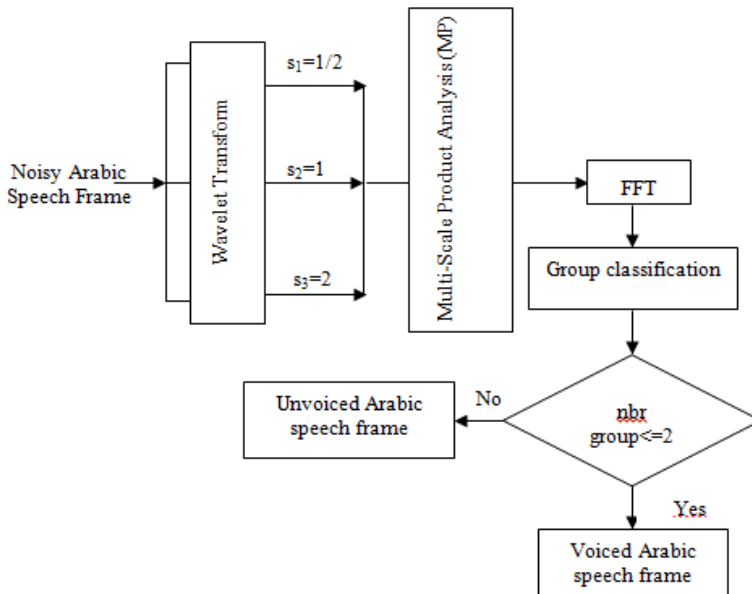 Noisy Arabic
Speech Frame
Wavelet Transform
s₁=1/2
s₂=1
s₃=2
Multi-Scale Product Analysis (MP)
FFT
Group classification
nbr
group<=2
No
Unvoiced Arabic
speech frame
Yes
Voiced Arabic
speech frame